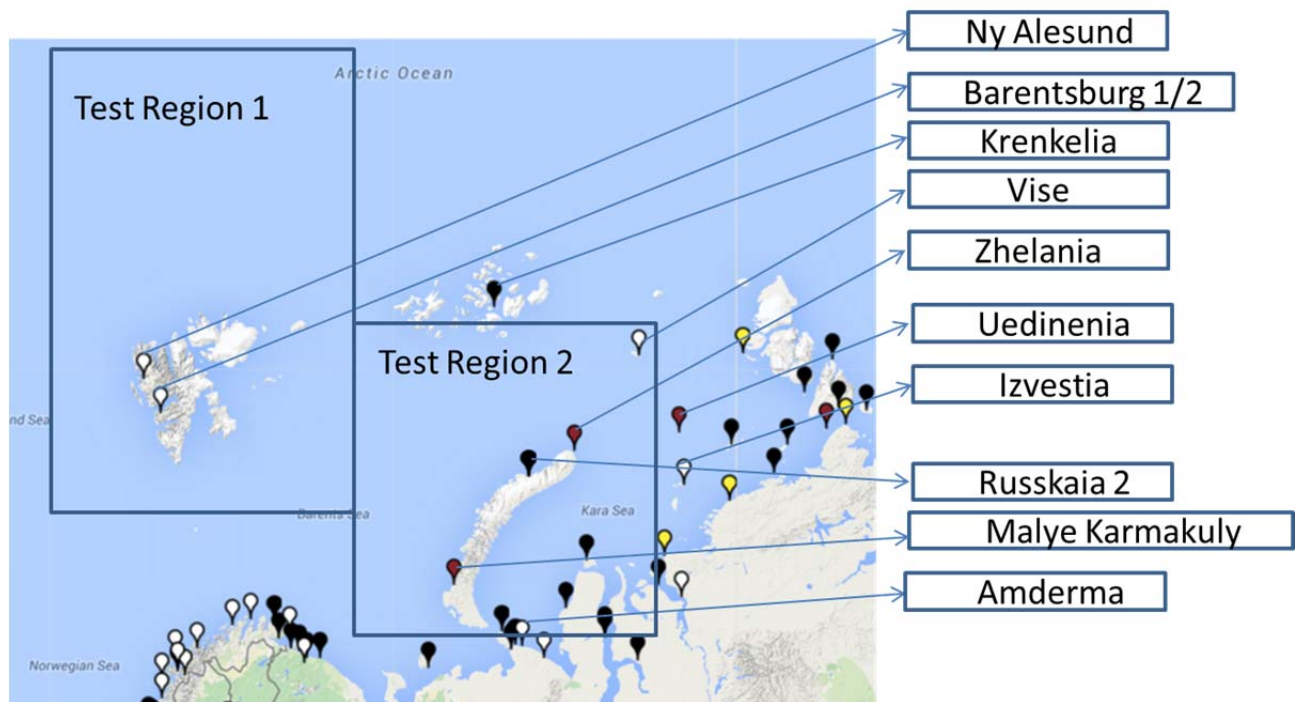 Ny Alesund
Arctic Ocean
Test Region 1
Barentsburg 1/2
Krenkelia
Vise
Zhelania
Uedinenia
Test Region 2
Izvestia
nd Sea
Russkaia 2
Barents Sea
Kara Sea
Malye Karmakuly
Amderma
Norwegian Sea